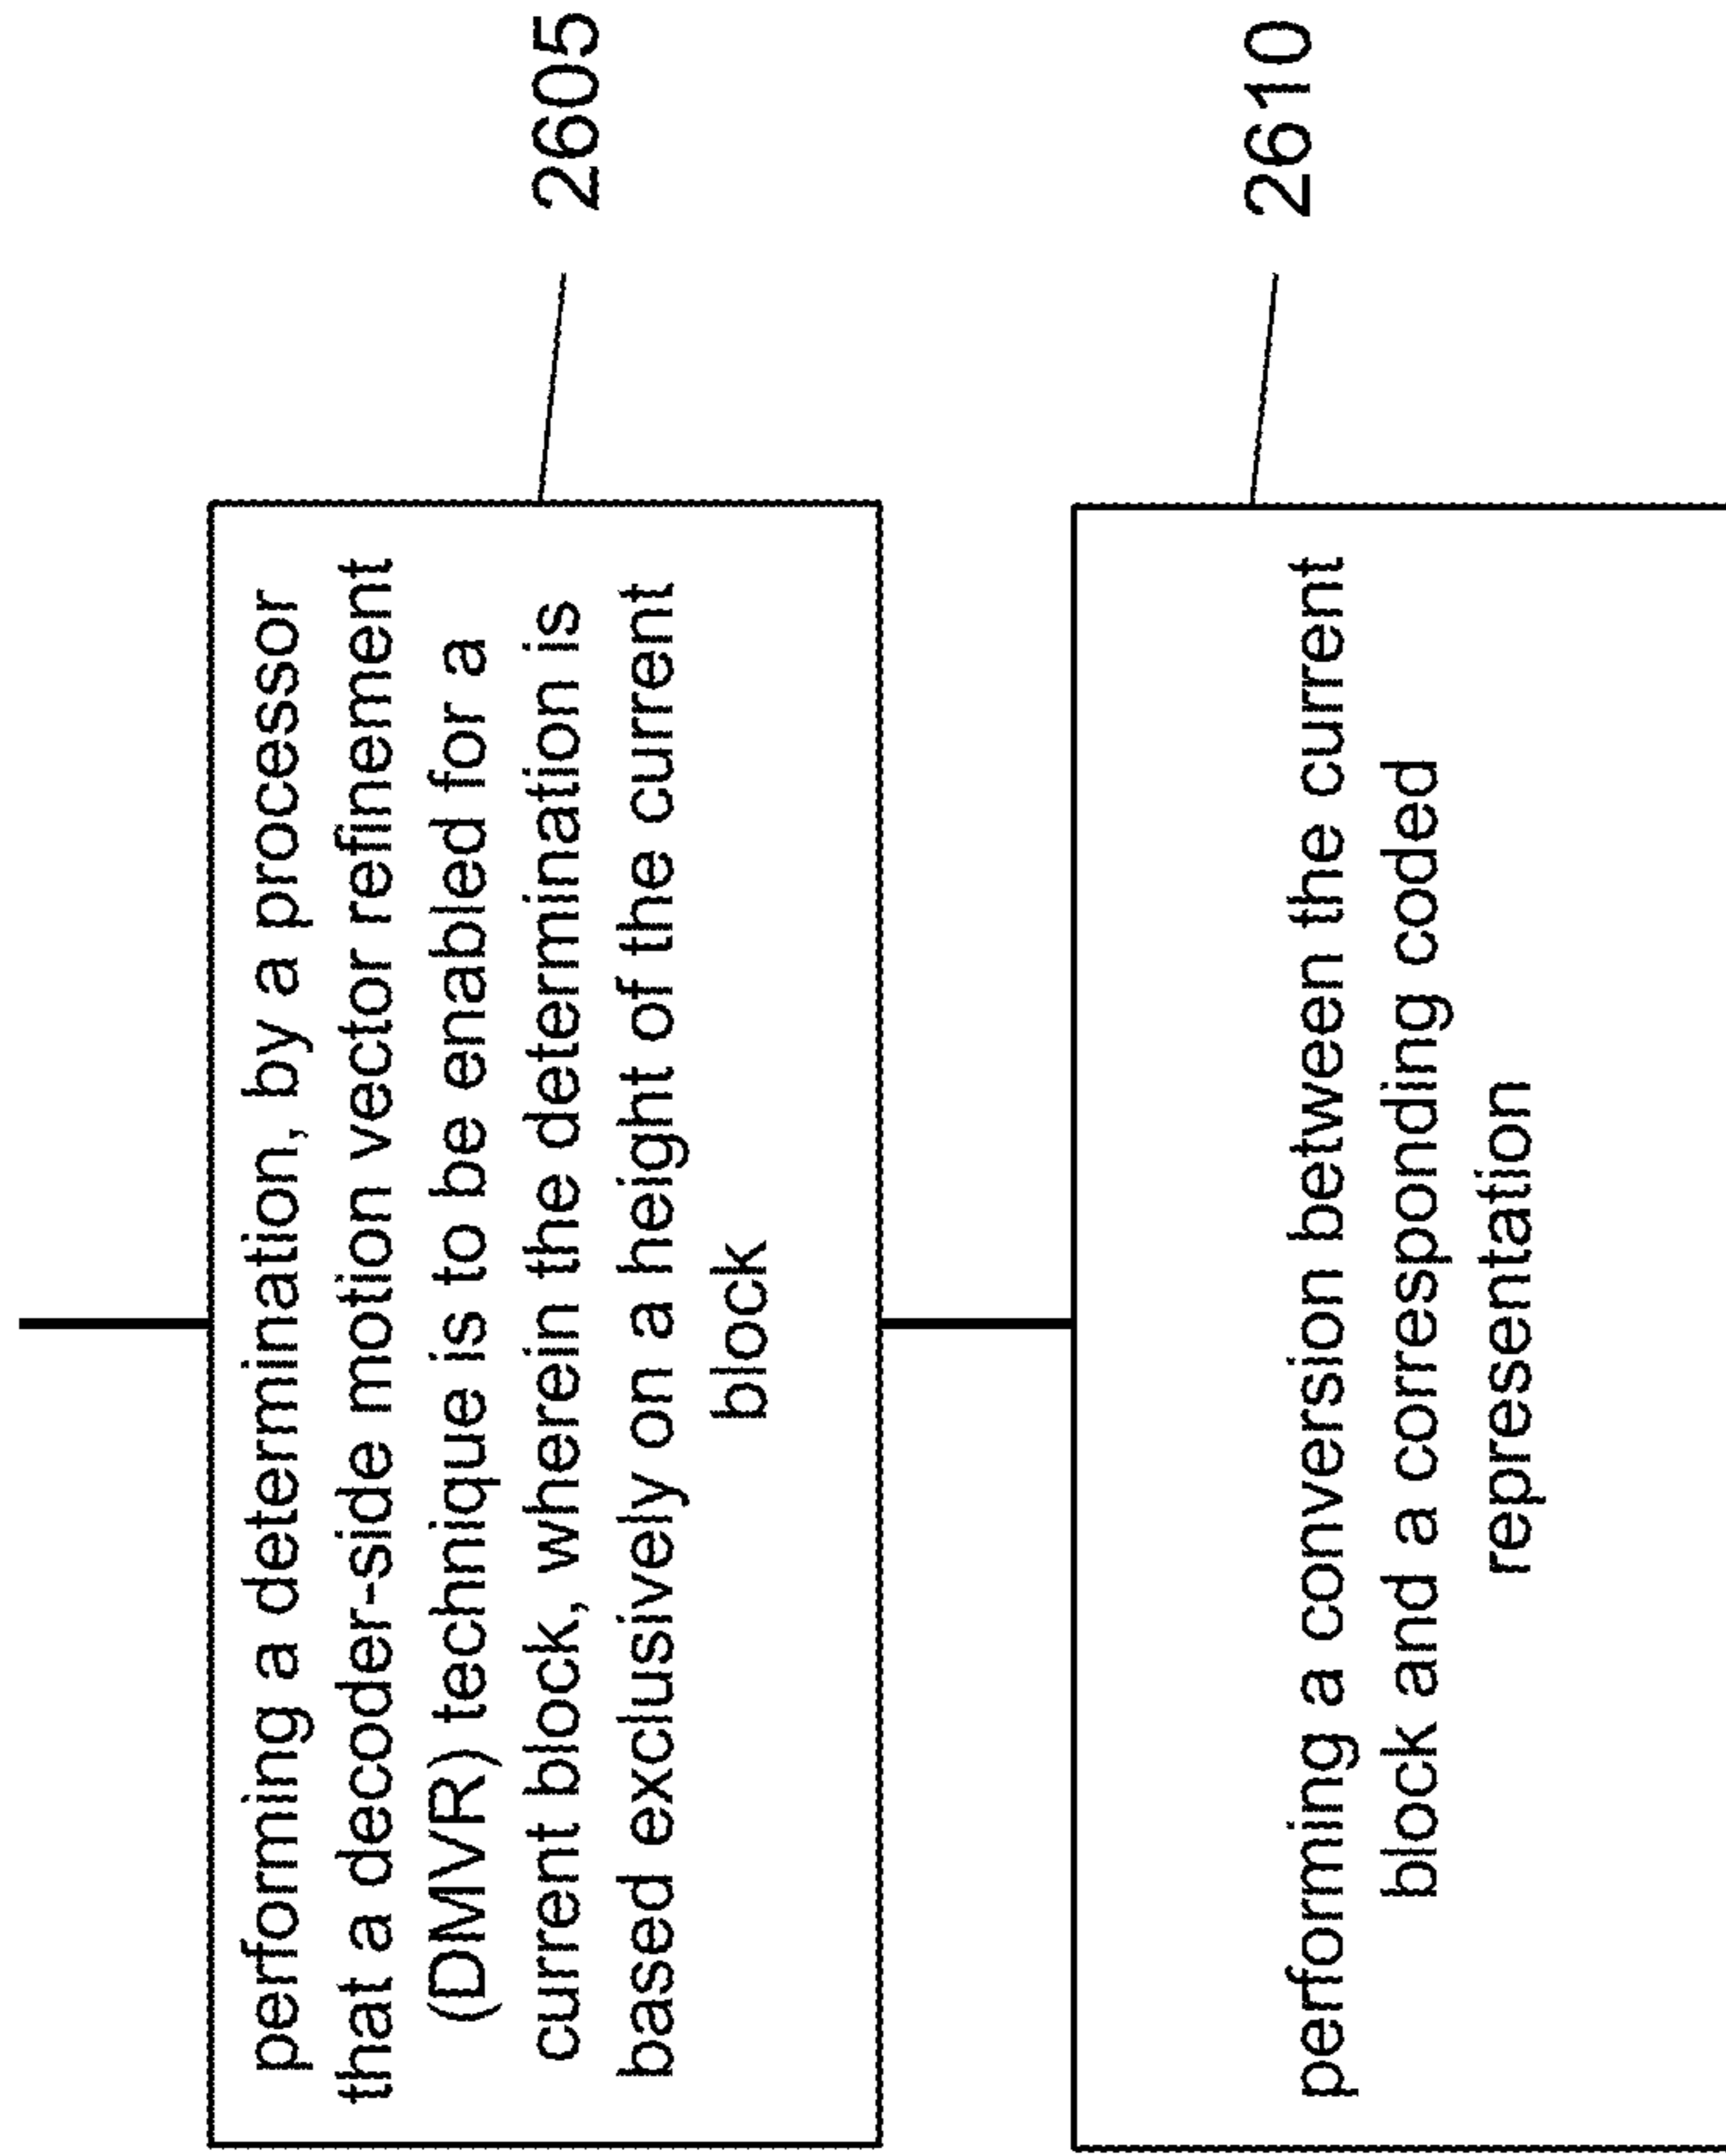 performing a determination, by a processor
that a decoder-side motion vector refinement
(DMVR) technique is to be enabled for a
current block, wherein the determination is
based exclusively on a height of the current
block
2605
performing a conversion between the current
block and a corresponding coded
representation
2610